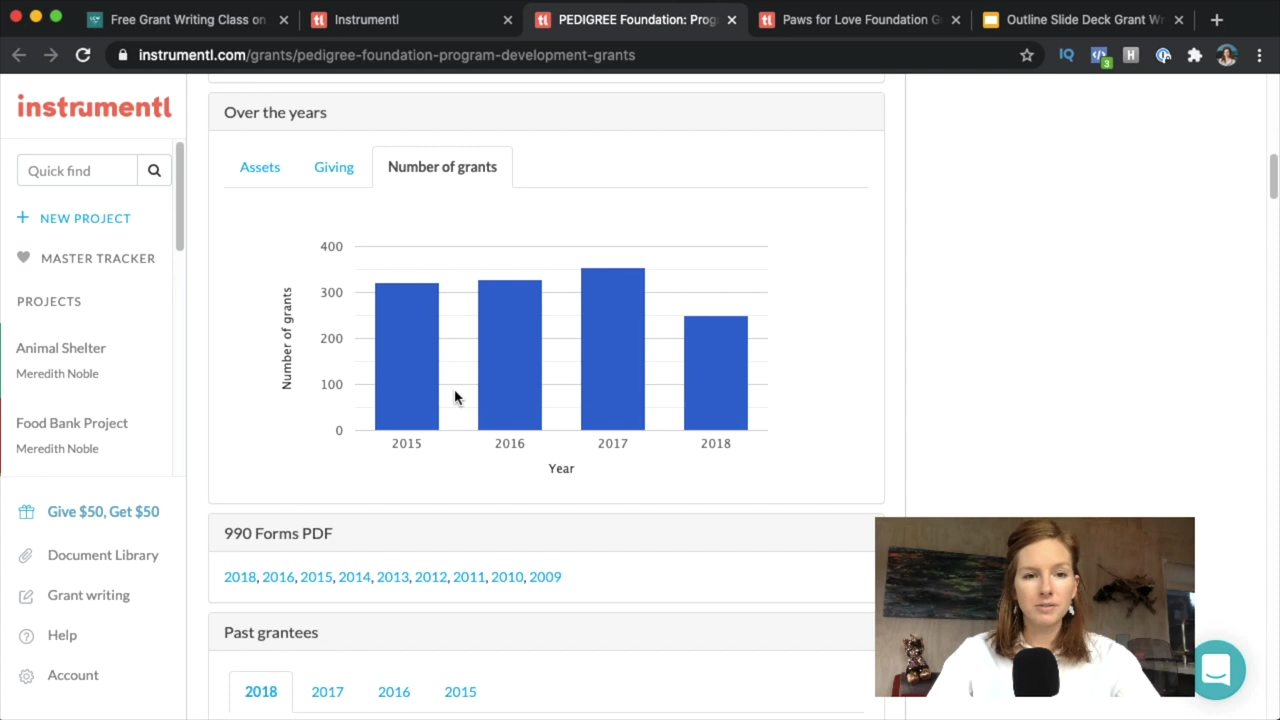 Free Grant Writing Class on
Instrumentl
PEDIGREE Foundation: Prog
Paws for Love Foundation G
Outline Slide Deck Grant Wr
instrumentl.com/grants/pedigree-foundation-program-development-grants
IQ
3
H
instrumentl
Quick find
+ NEW PROJECT
MASTER TRACKER
PROJECTS
Animal Shelter
Meredith Noble
Food Bank Project
Meredith Noble
Give $50, Get $50
Document Library
Grant writing
Help
Account
Over the years
Assets
Giving
Number of grants
400
300
200
100
0
Number of grants
2015
2016
2017
2018
Year
990 Forms PDF
2018, 2016, 2015, 2014, 2013, 2012, 2011, 2010, 2009
Past grantees
2018
2017
2016
2015